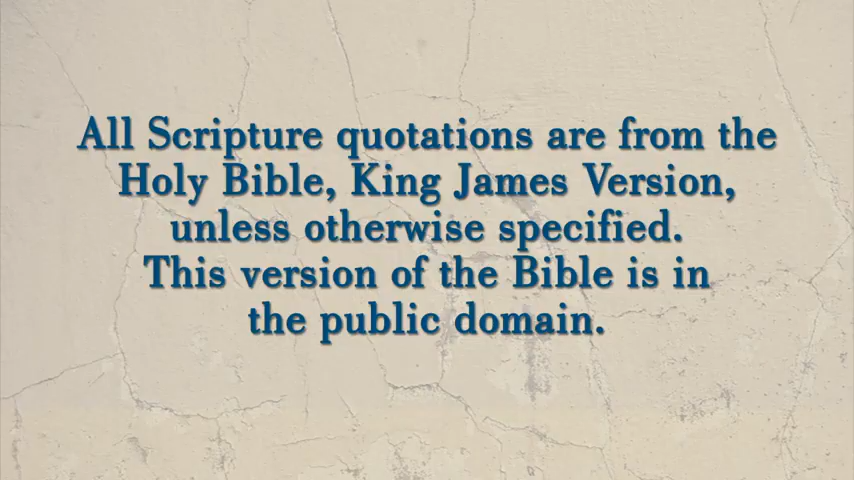 All Scripture quotations are from the
Holy Bible, King James Version,
unless otherwise specified.
This version of the Bible is in
the public domain.